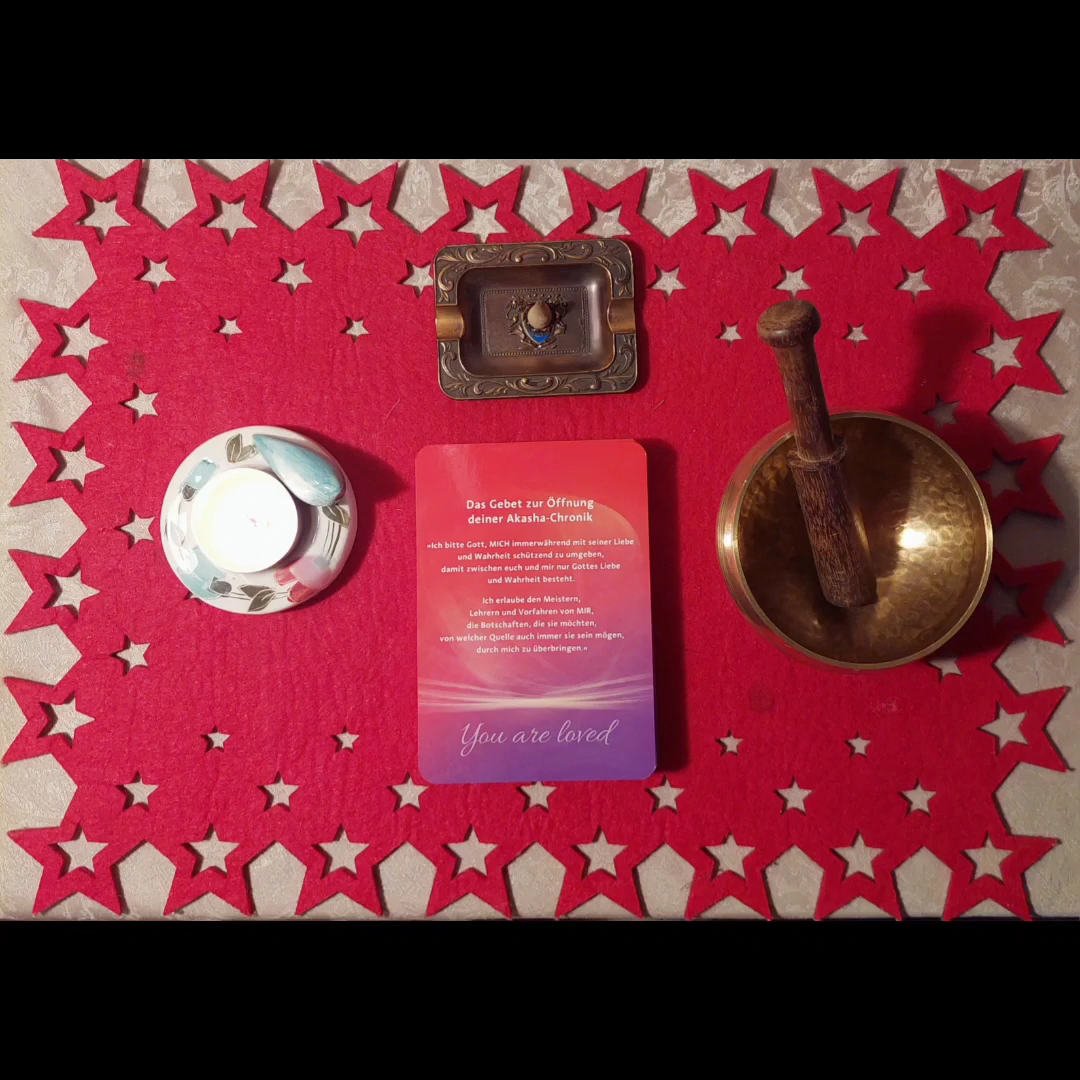 Das Gebet zur Öffnung
deiner Akasha-Chronik
»Ich bitte Gott, MICH immerwährend mit seiner Liebe
und Wahrheit schützend zu umgeben,
damit zwischen euch und mir nur Gottes Liebe
und Wahrheit besteht.
Ich erlaube den Meistern,
Lehrern und Vorfahren von MIR,
die Botschaften, die sie möchten,
von welcher Quelle auch immer sie sein mögen,
durch mich zu überbringen.«
You are loved